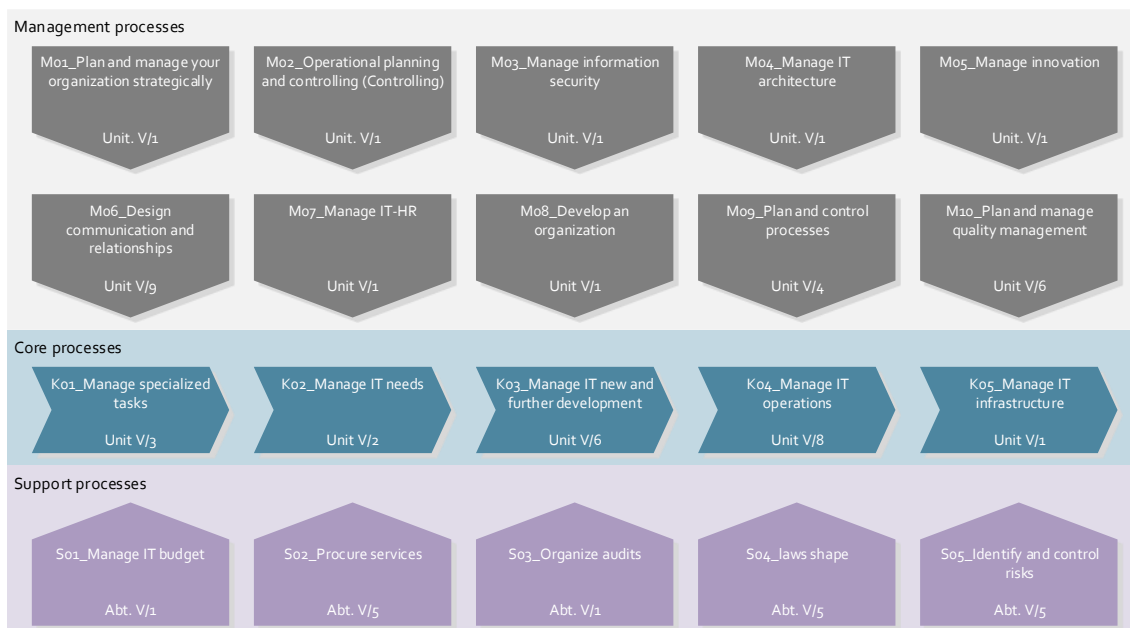 Management processes
M01_Plan and manage your
organization strategically
Unit. V/1
M02_Operational planning
and controlling (Controlling)
Unit. V/1
M03_Manage information
security
Unit. V/1
M04_Manage IT
architecture
Unit. V/1
M05_Manage innovation
Unit. V/1
M06_Design
communication and
relationships
Unit V/9
M07_Manage IT-HR
Unit V/1
M08_Develop an
organization
Unit V/1
M09_Plan and control
processes
Unit V/4
M10_Plan and manage
quality management
Unit V/6
Core processes
K01_Manage specialized
tasks
Unit V/3
K02_Manage IT needs
Unit V/2
K03_Manage IT new and
further development
Unit V/6
K04_Manage IT
operations
Unit V/8
K05_Manage IT
infrastructure
Unit V/1
Support processes
S01_Manage IT budget
Abt. V/1
S02_Procure services
Abt. V/5
S03_Organize audits
Abt. V/1
S04_laws shape
Abt. V/5
S05_Identify and control
risks
Abt. V/5